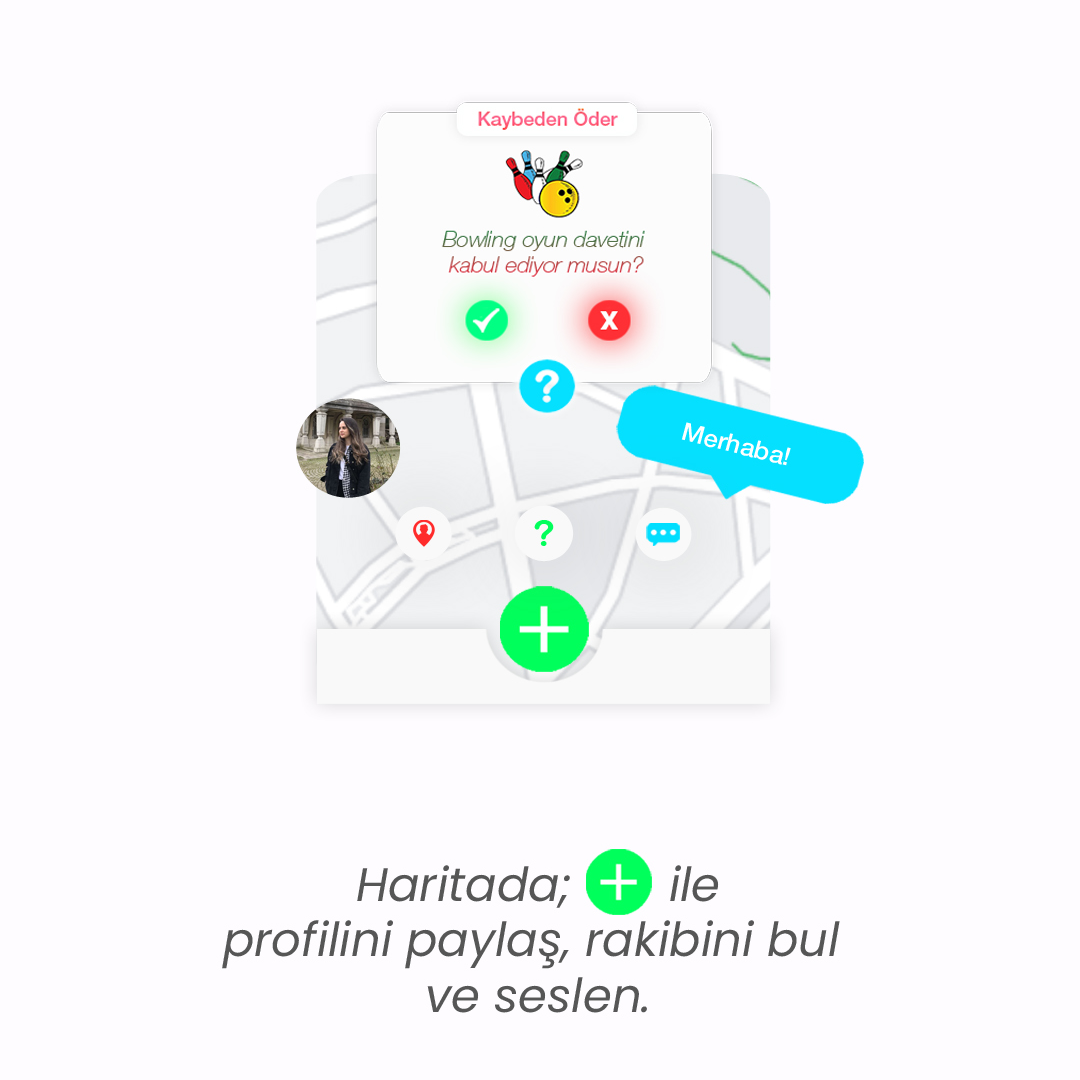 Kaybeden Öder
Bowling oyun davetini
kabul ediyor musun?
X
?
Merhaba!
?
Haritada; + ile
profilini paylaş, rakibini bul
ve seslen.